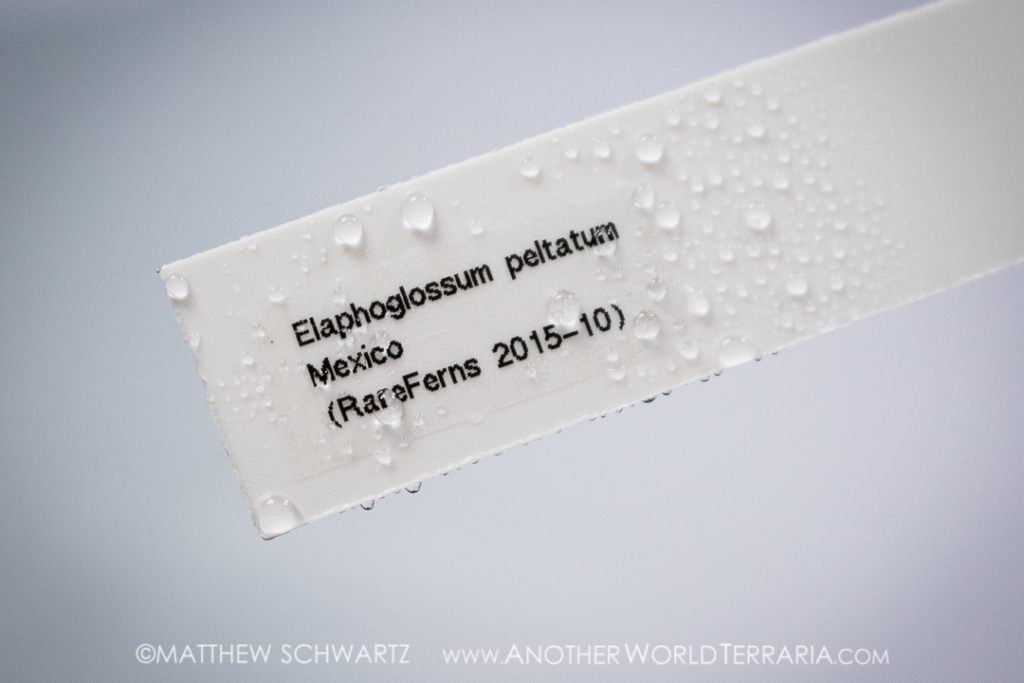 Elaphoglossum peltatum
Mexico
(RareFerns 2015-10)
©MATTHEW SCHWARTZ WWW.ANOTHERWORLDTERRARIA.COM